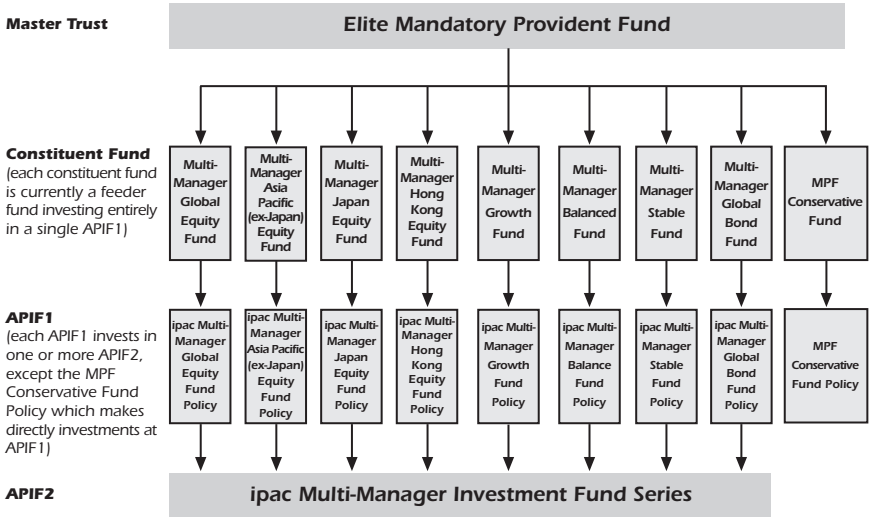 Master Trust
Elite Mandatory Provident Fund
Constituent Fund
(each constituent fund
is currently a feeder
fund investing entirely
in a single APIF1)
Multi-
Manager
Global
Equity
Fund
Multi-
Manager
Asia
Pacific
(ex-Japan)
Equity
Fund
Multi-
Manager
Japan
Equity
Fund
Multi-
Manager
Hong
Kong
Equity
Fund
Multi-
Manager
Growth
Fund
Multi-
Manager
Balanced
Fund
Multi-
Manager
Stable
Fund
Multi-
Manager
Global
Bond
Fund
MPF
Conservative
Fund
APIF1
(each APIF1 invests in
one or more APIF2,
except the MPF
Conservative Fund
Policy which makes
directly investments at
APIF1)
ipac Multi-
Manager
Global
Equity
Fund
Policy
ipac Multi-
Manager
Asia Pacific
(ex-Japan)
Equity
Fund
Policy
ipac Multi-
Manager
Japan
Equity
Fund
Policy
ipac Multi-
Manager
Hong
Kong
Equity
Fund
Policy
ipac Multi-
Manager
Growth
Fund
Policy
ipac Multi-
Manager
Balance
Fund
Policy
ipac Multi-
Manager
Stable
Fund
Policy
ipac Multi-
Manager
Global
Bond
Fund
Policy
MPF
Conservative
Fund Policy
APIF2
ipac Multi-Manager Investment Fund Series